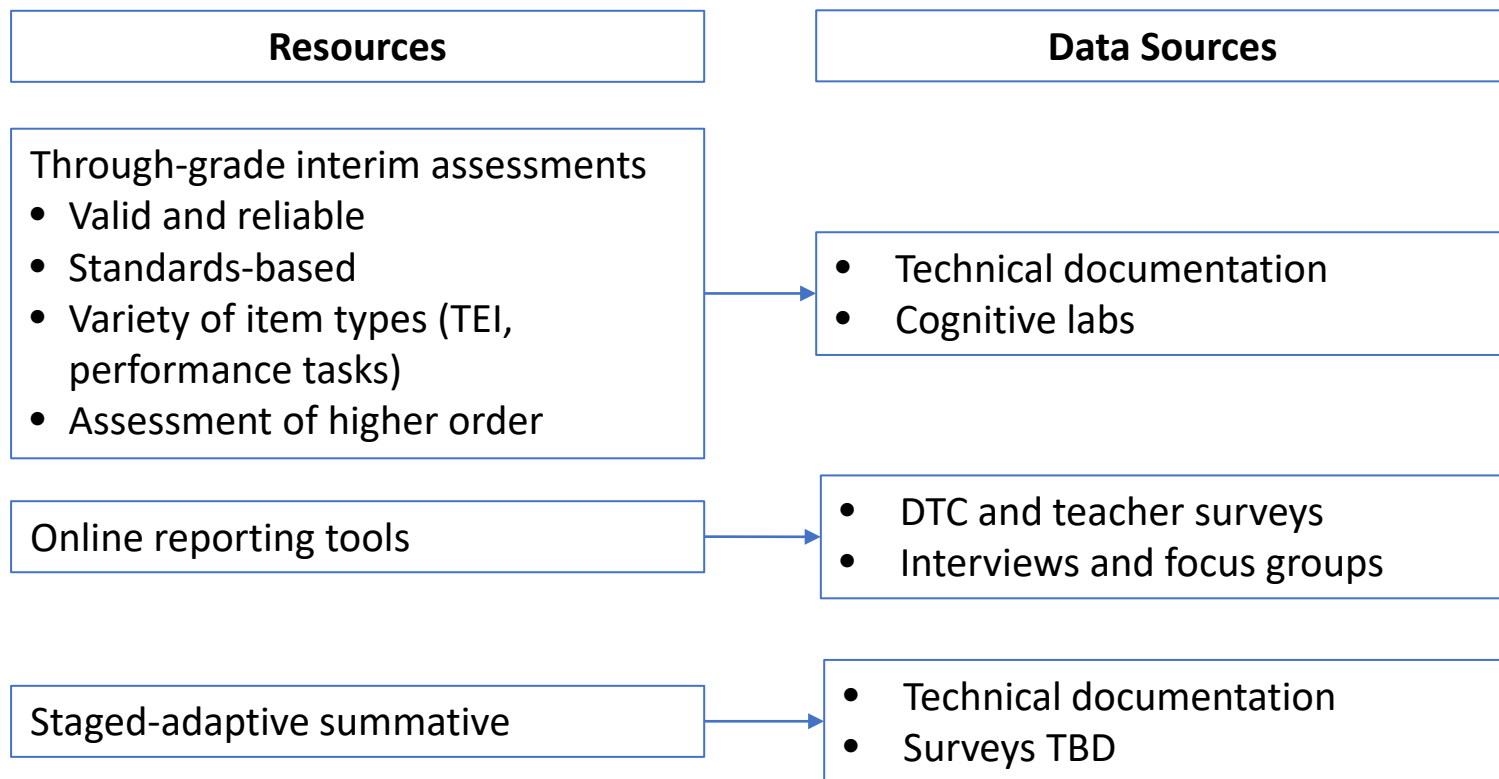 Resources
Data Sources
Through-grade interim assessments
• Valid and reliable
• Standards-based
• Variety of item types (TEI,
performance tasks)
• Assessment of higher order
• Technical documentation
• Cognitive labs
Online reporting tools
• DTC and teacher surveys
• Interviews and focus groups
Staged-adaptive summative
• Technical documentation
• Surveys TBD